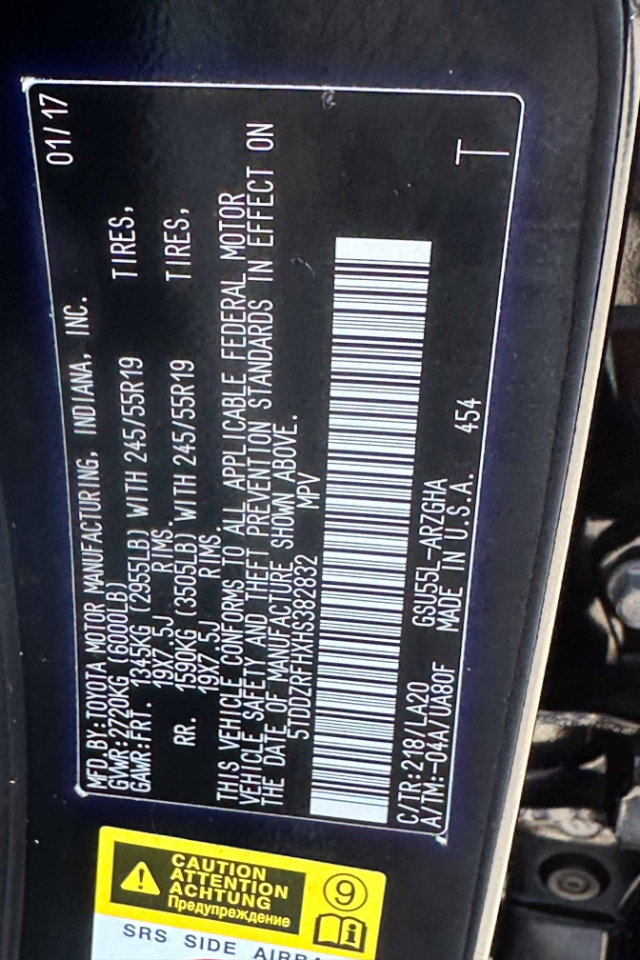 MFD.BY:TOYOTA MOTOR MANUFACTURING, INDIANA, INC. 01/17
GVWR:2720KG (6000LB)
GAWR:FRT. 1345KG (2955LB) WITH 245/55R19 TIRES,
19X7.5J RIMS.
RR. 1590KG (3505LB) WITH 245/55R19 TIRES,
19X7.5J RIMS.
THIS VEHICLE CONFORMS TO ALL APPLICABLE FEDERAL MOTOR
VEHICLE SAFETY AND THEFT PREVENTION STANDARDS IN EFFECT ON
THE DATE OF MANUFACTURE SHOWN ABOVE.
5TDDZRFHXHS382832 MPV
C/TR:218/LA20 GSU55L-ARZGHA
A/TM:-04A/UA80F MADE IN U.S.A. 454
T
CAUTION
ATTENTION
ACHTUNG
Предупреждение
9
SRS SIDE